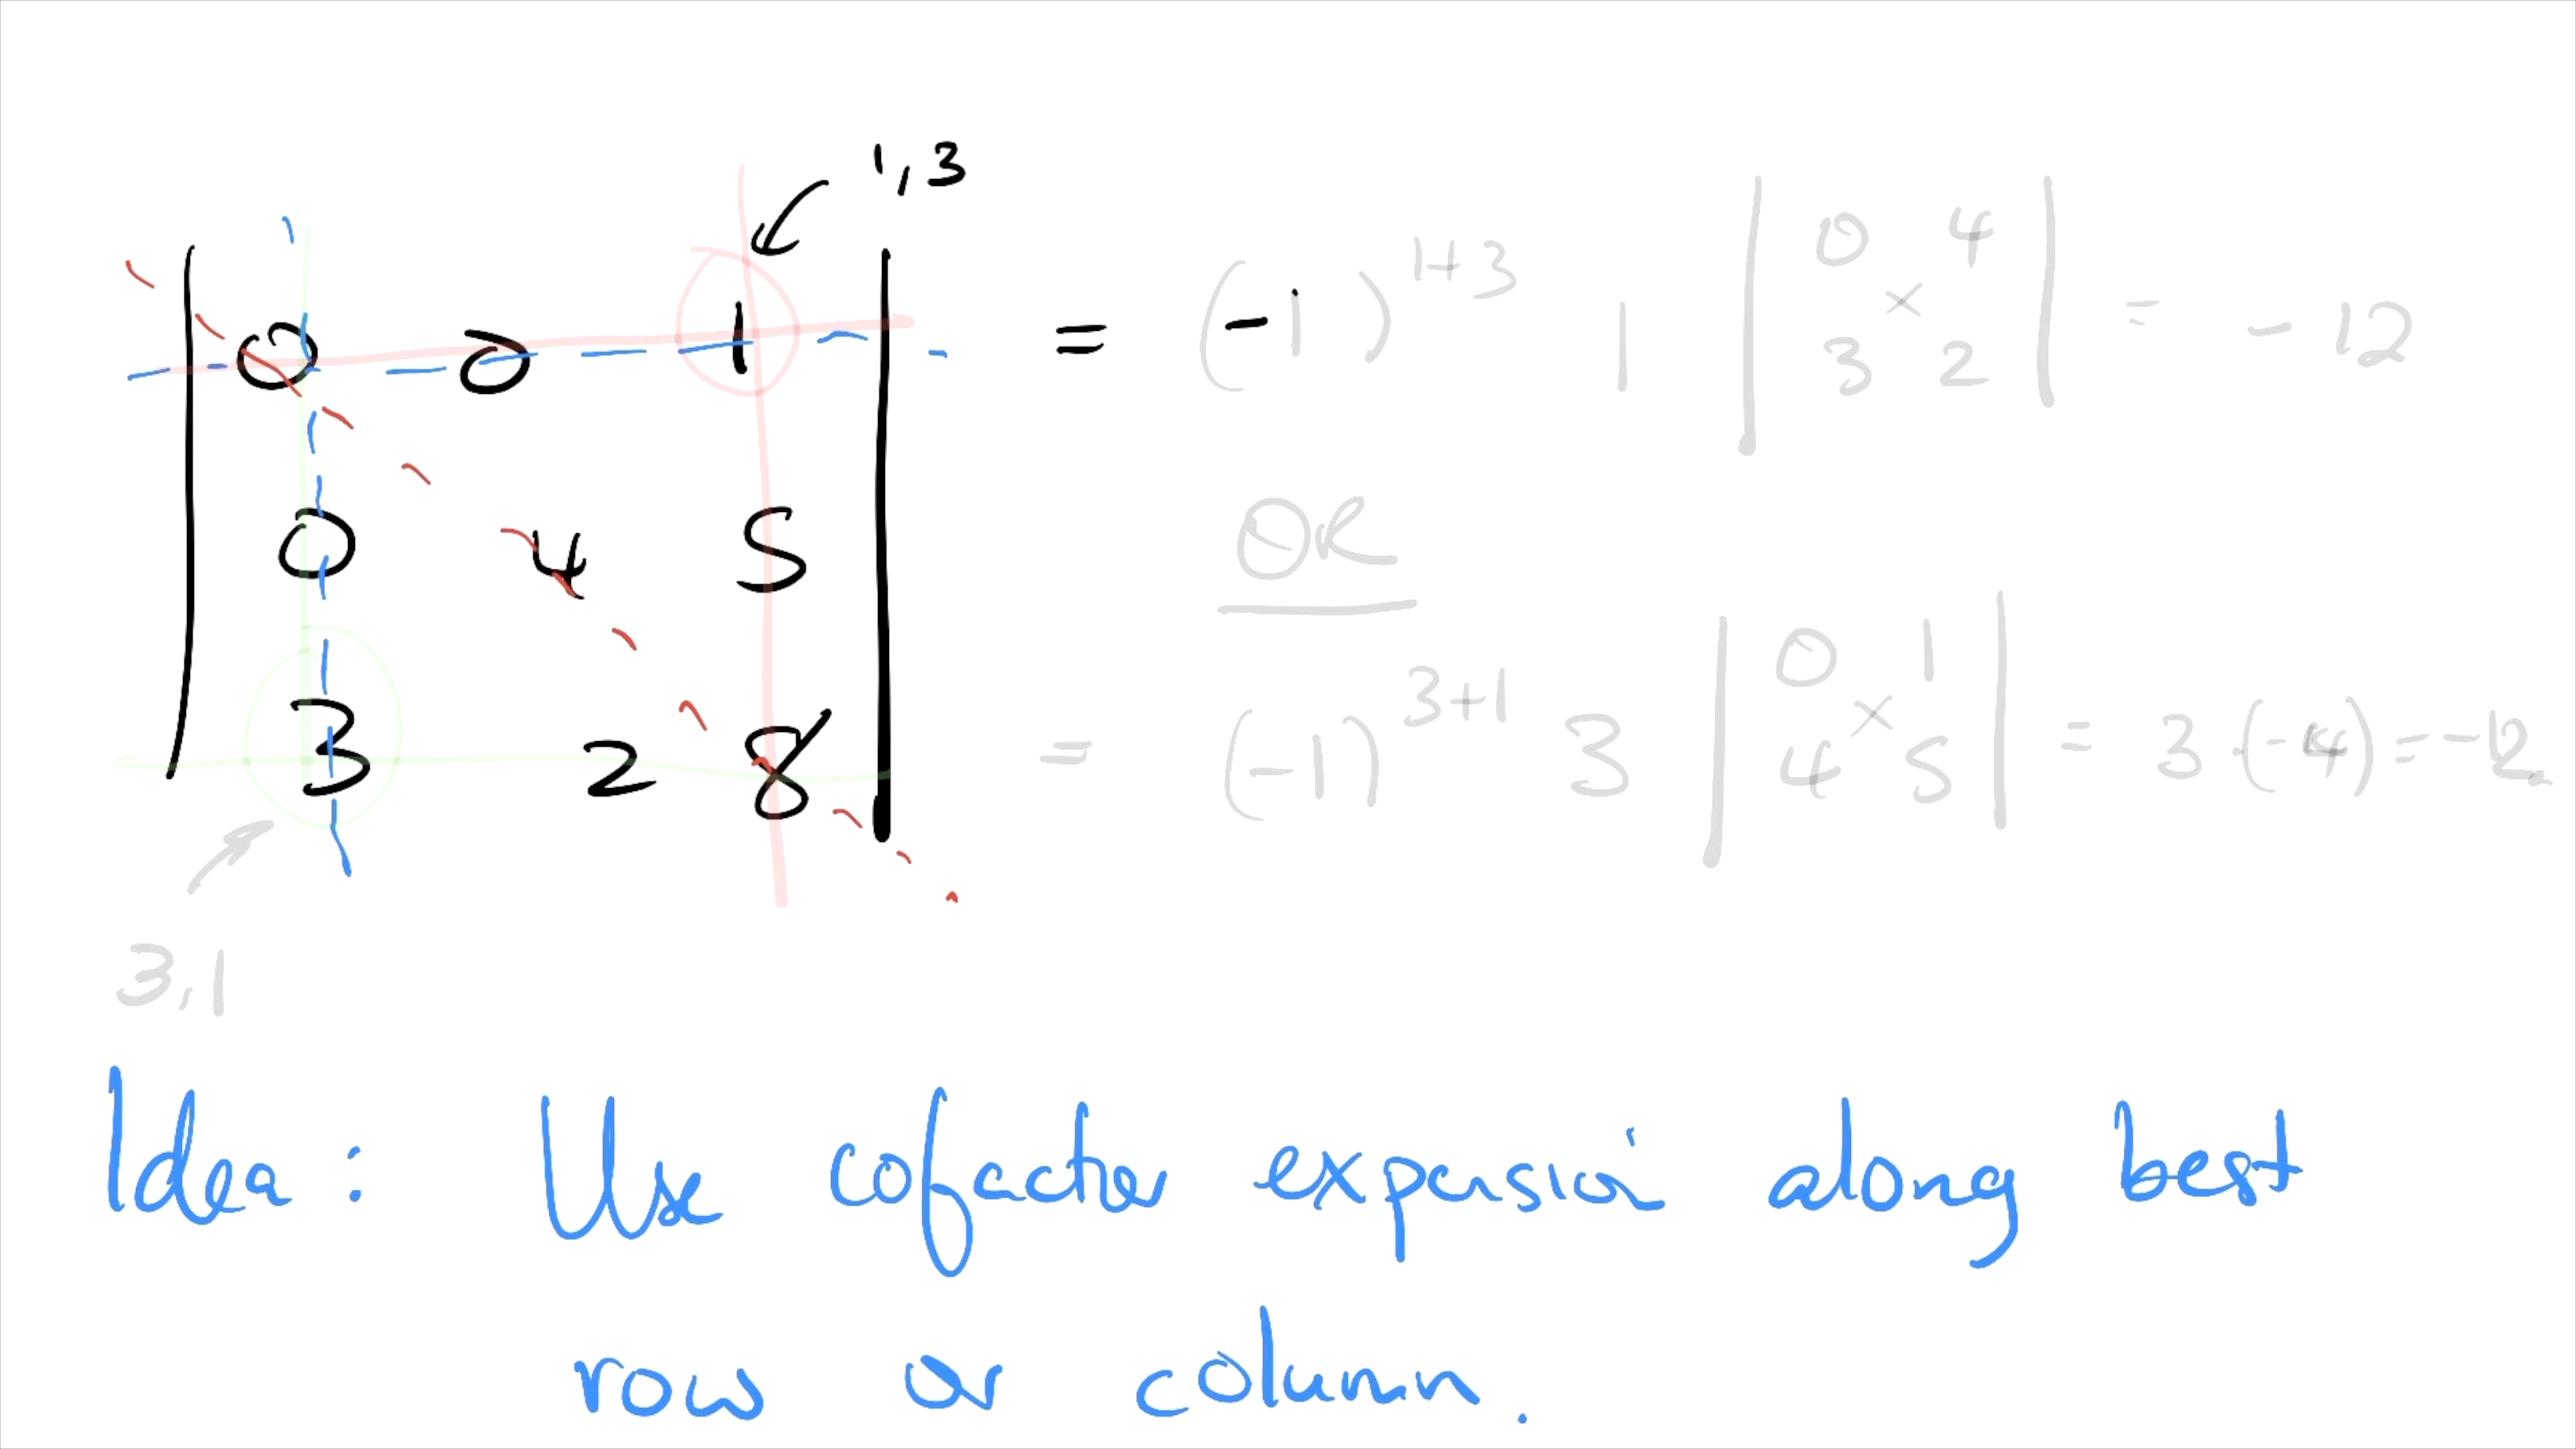 1,3
| 0 0 1 | = (-1)^{1+3} 1 | 0 4 | = -12
| 0 4 5 | | 3 2 |
| 3 2 8 |
OR
= (-1)^{3+1} 3 | 0 1 | = 3·(-4) = -12
| 4 5 |
3,1
Idea: Use cofactor expansion along best
row or column.